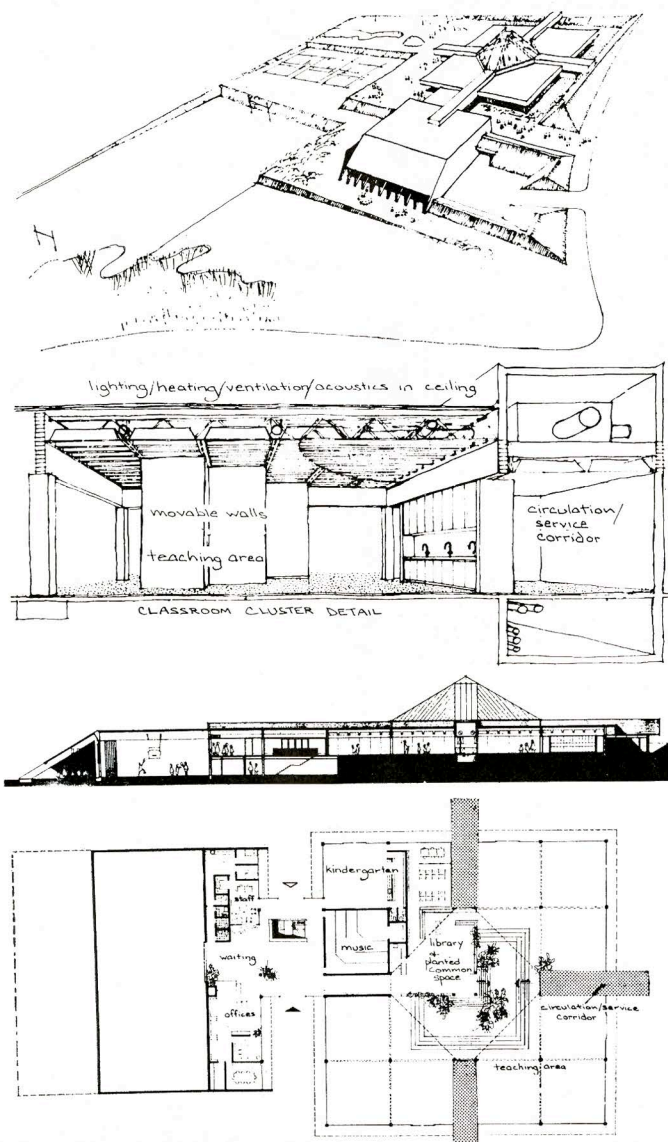 lighting/heating/ventilation/acoustics in ceiling
movable walls
teaching area
circulation/
service
corridor
CLASSROOM CLUSTER DETAIL
kindergarten
staff
music
library
&
planted
common
space
waiting
offices
circulation/service
corridor
teaching area